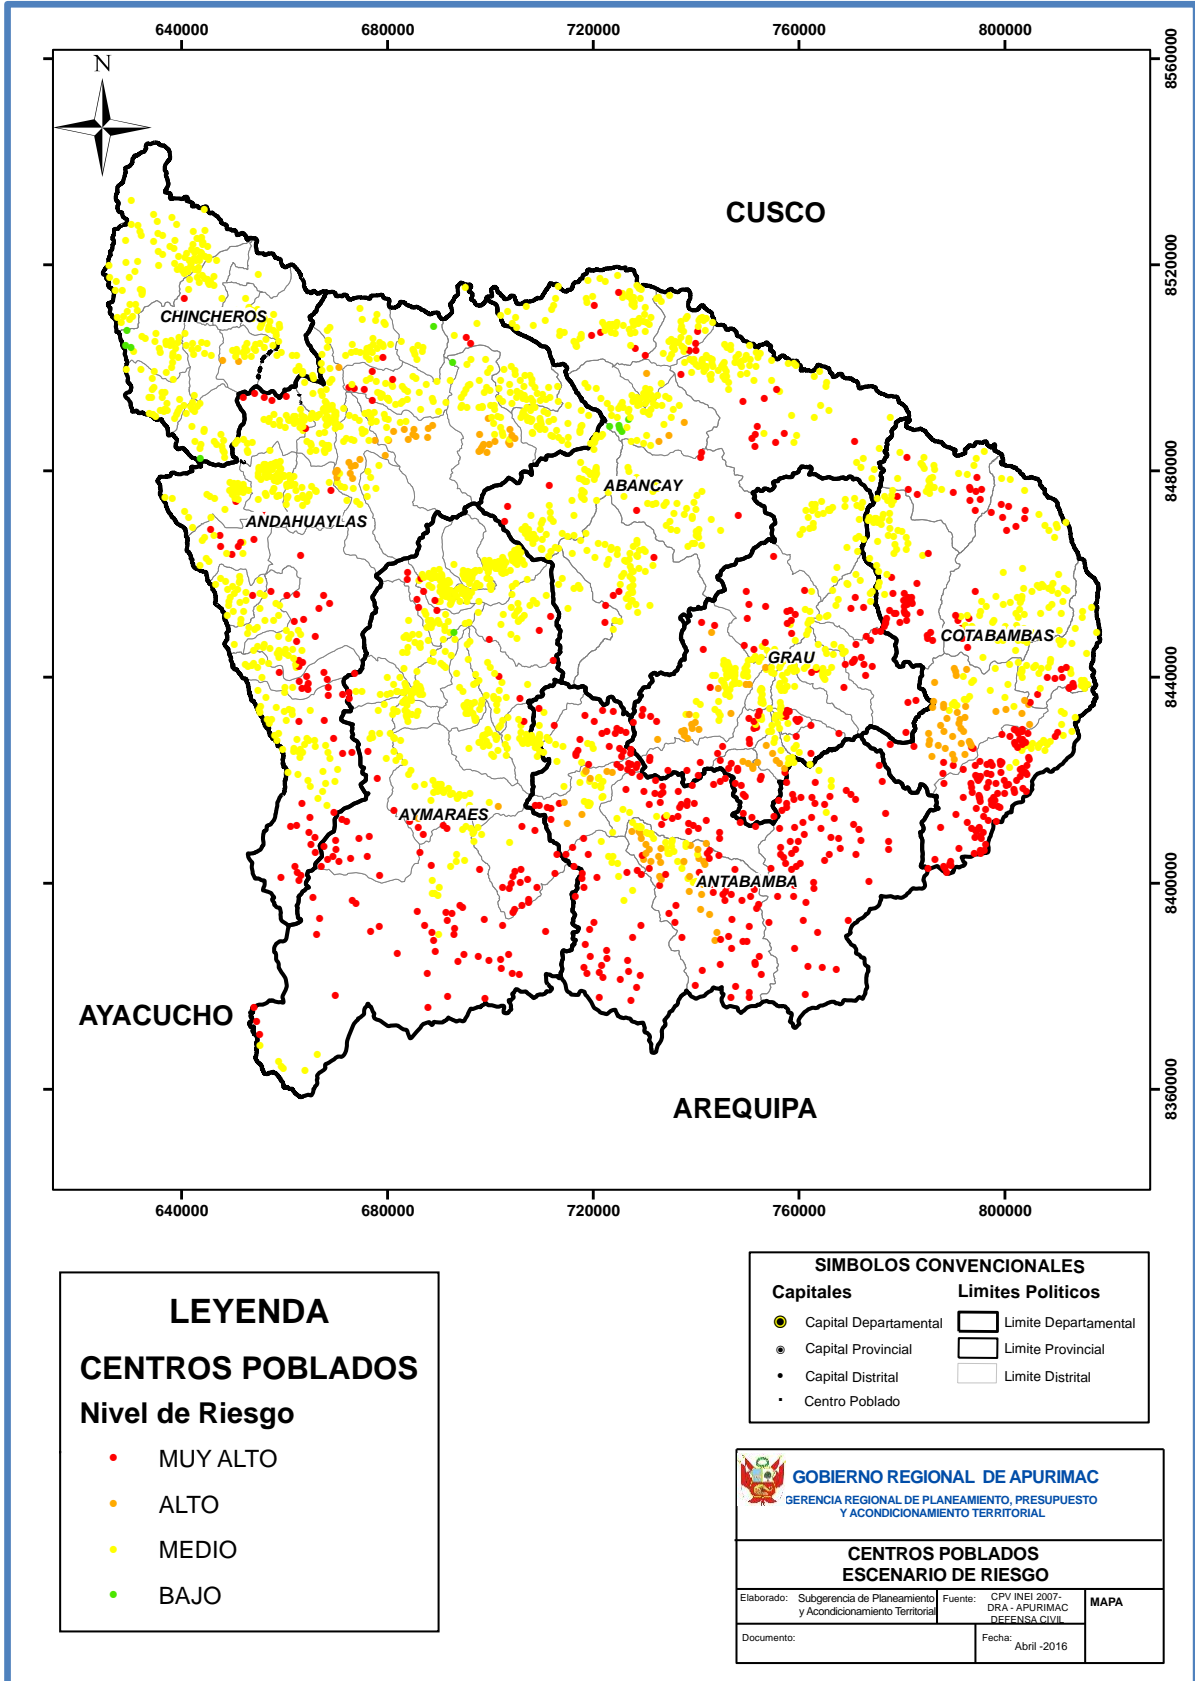 640000 680000 720000 760000 800000
N
8560000
8520000
8480000
8440000
8400000
8360000
CUSCO
CHINCHEROS
ABANCAY
ANDAHUAYLAS
COTABAMBAS
GRAU
AYMARAES
ANTABAMBA
AYACUCHO
AREQUIPA
640000 680000 720000 760000 800000
LEYENDA
CENTROS POBLADOS
Nivel de Riesgo
MUY ALTO
ALTO
MEDIO
BAJO
SIMBOLOS CONVENCIONALES
Capitales Limites Politicos
Capital Departamental Limite Departamental
Capital Provincial Limite Provincial
Capital Distrital Limite Distrital
Centro Poblado
GOBIERNO REGIONAL DE APURIMAC
GERENCIA REGIONAL DE PLANEAMIENTO, PRESUPUESTO
Y ACONDICIONAMIENTO TERRITORIAL
CENTROS POBLADOS
ESCENARIO DE RIESGO
Elaborado: Subgerencia de Planeamiento
y Acondicionamiento Territorial
Fuente: CPV INEI 2007-
DRA - APURIMAC
DEFENSA CIVIL
MAPA
Documento:
Fecha: Abril -2016